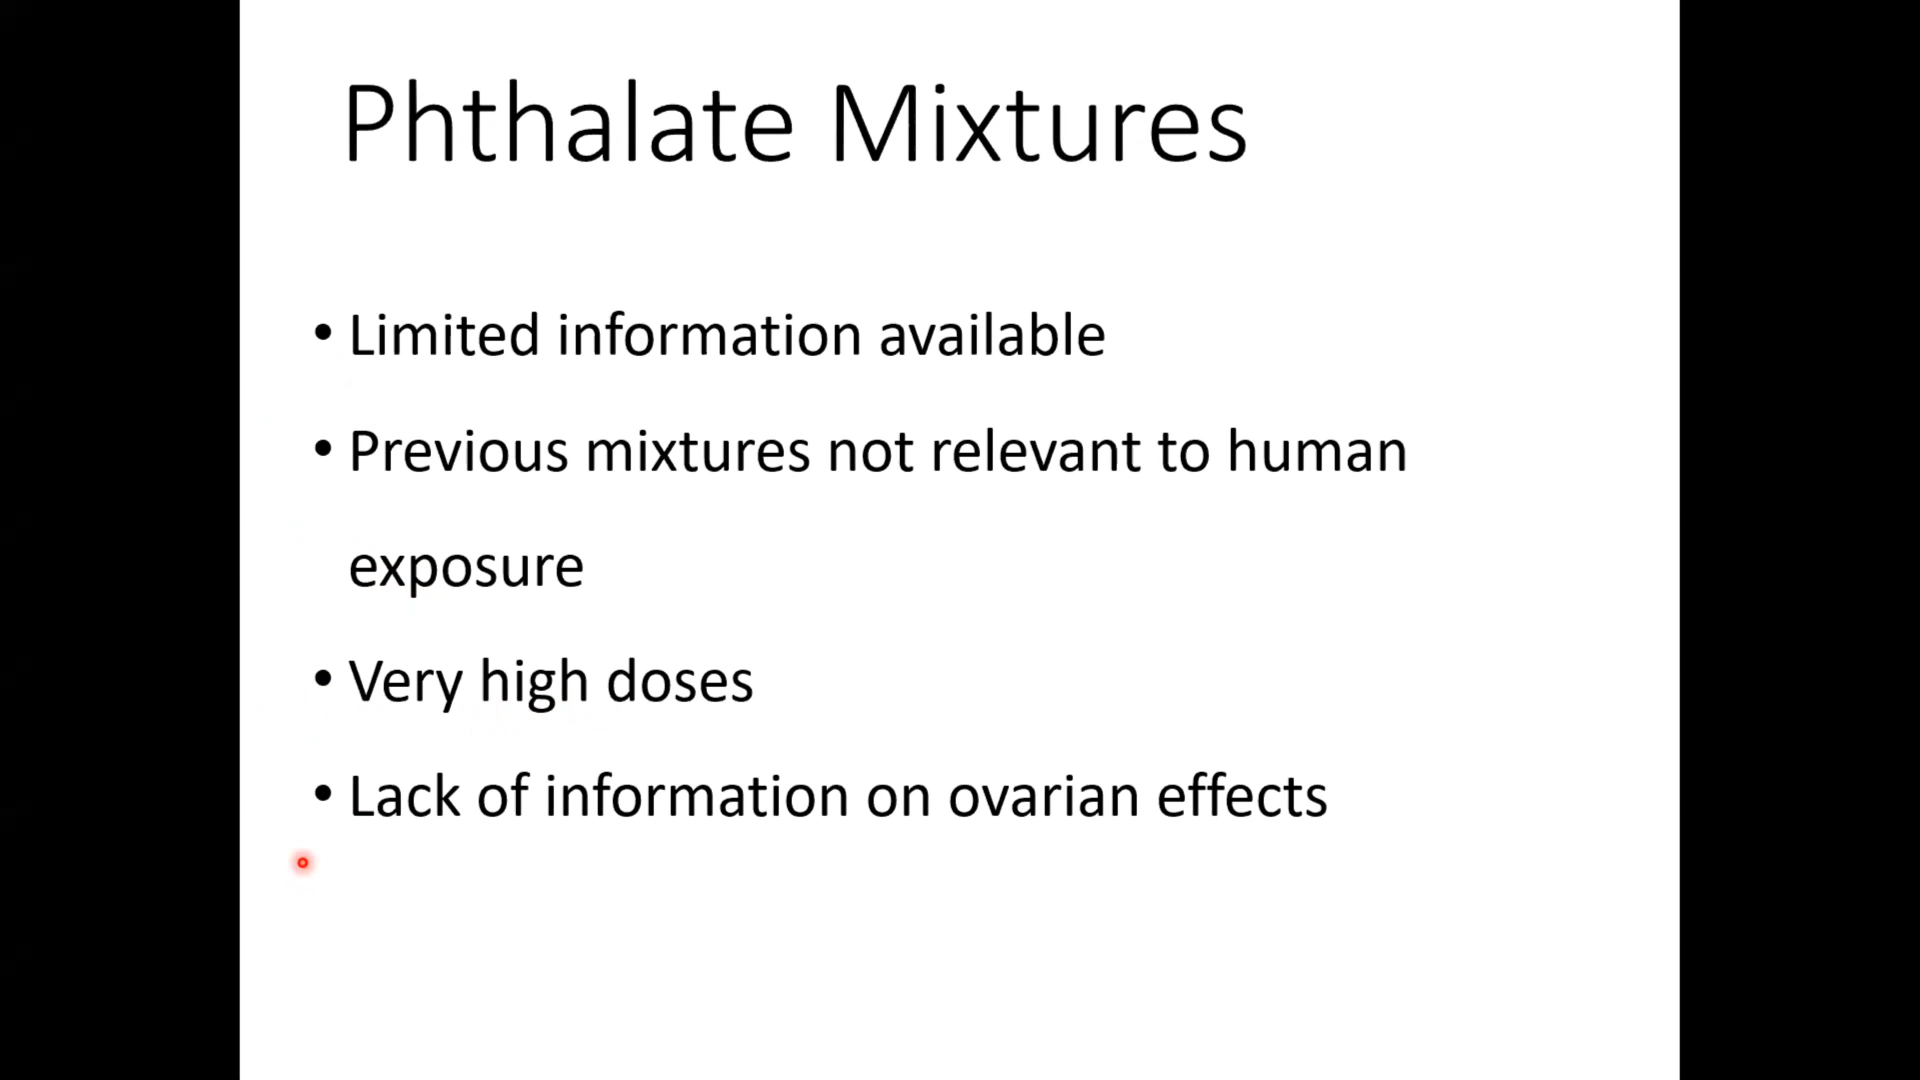 Phthalate Mixtures
• Limited information available
• Previous mixtures not relevant to human
exposure
• Very high doses
• Lack of information on ovarian effects